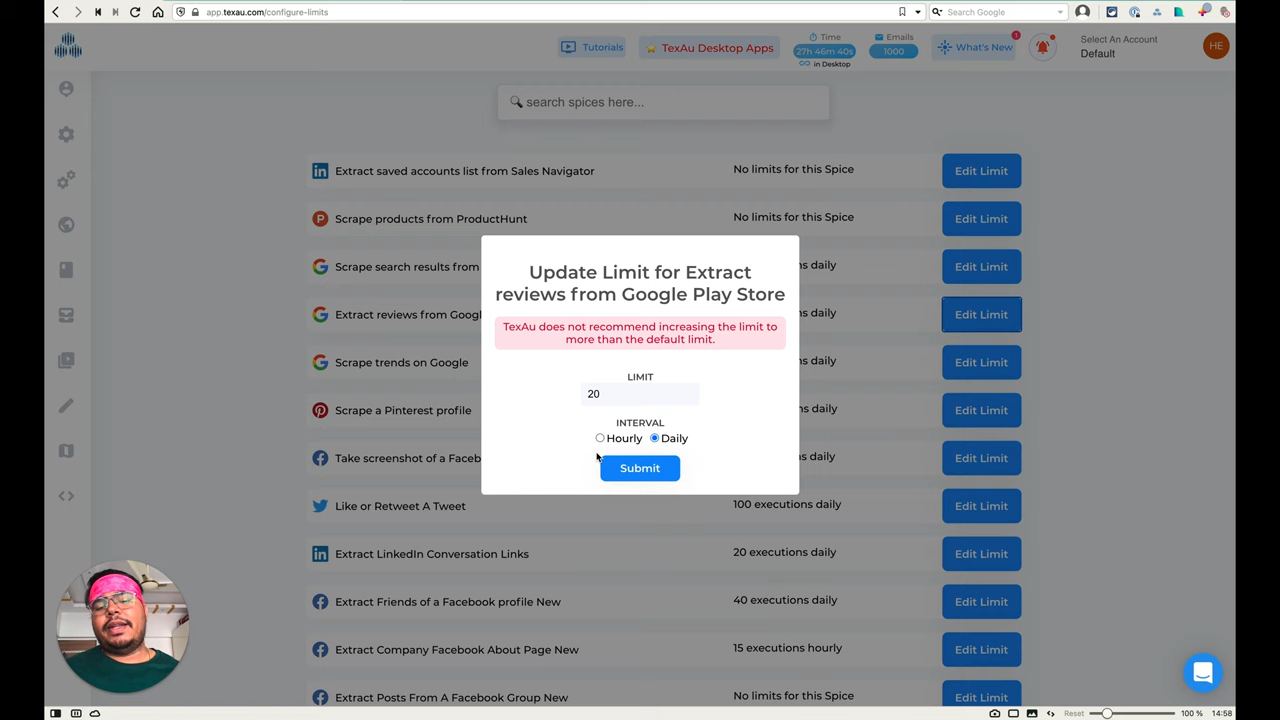 app.texau.com/configure-limits
Search Google
Tutorials
TexAu Desktop Apps
Time
27h 46m 40s
in Desktop
Emails
1000
What's New
1
Select An Account
Default
HE
search spices here...
Extract saved accounts list from Sales Navigator
No limits for this Spice
Edit Limit
Scrape products from ProductHunt
No limits for this Spice
Edit Limit
Scrape search results from
ns daily
Edit Limit
Extract reviews from Googl
ns daily
Edit Limit
Scrape trends on Google
ns daily
Edit Limit
Scrape a Pinterest profile
ns daily
Edit Limit
Take screenshot of a Faceb
ns daily
Edit Limit
Like or Retweet A Tweet
100 executions daily
Edit Limit
Extract LinkedIn Conversation Links
20 executions daily
Edit Limit
Extract Friends of a Facebook profile New
40 executions daily
Edit Limit
Extract Company Facebook About Page New
15 executions hourly
Edit Limit
Extract Posts From A Facebook Group New
No limits for this Spice
Edit Limit
Update Limit for Extract
reviews from Google Play Store
TexAu does not recommend increasing the limit to
more than the default limit.
LIMIT
20
INTERVAL
Hourly Daily
Submit
Reset
100 %
14:58